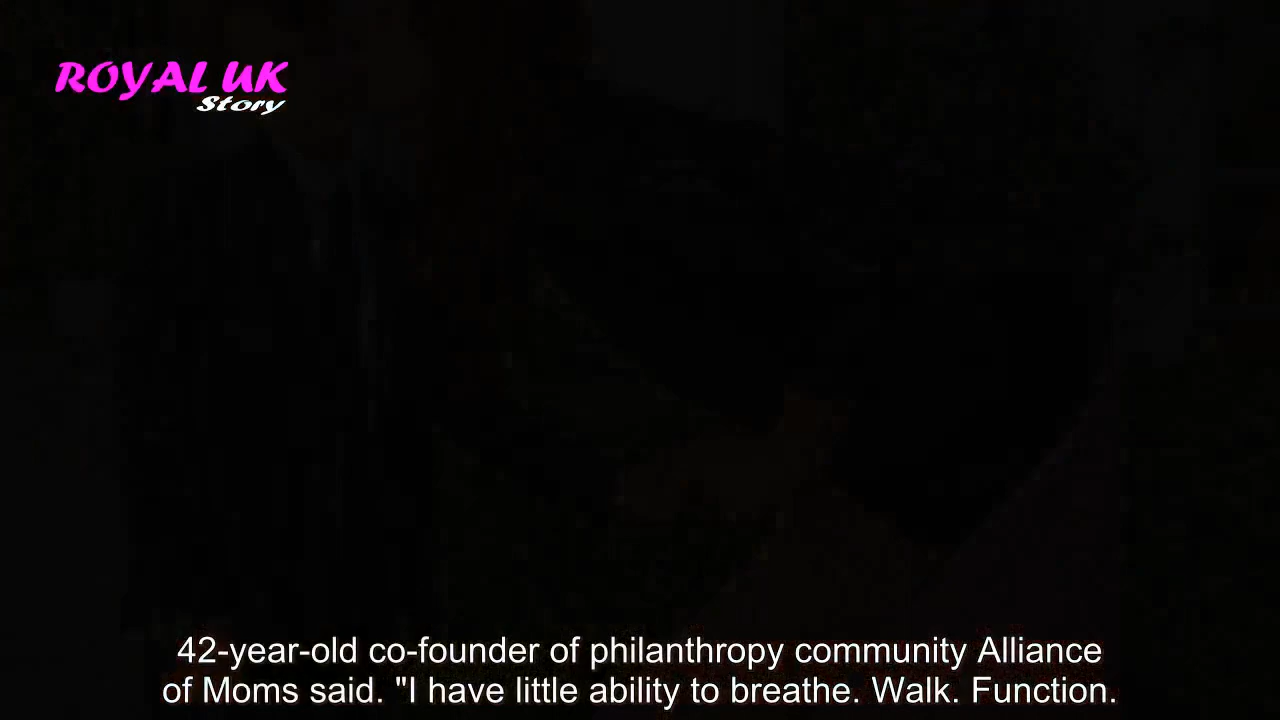 ROYAL UK
Story
42-year-old co-founder of philanthropy community Alliance
of Moms said. "I have little ability to breathe. Walk. Function.